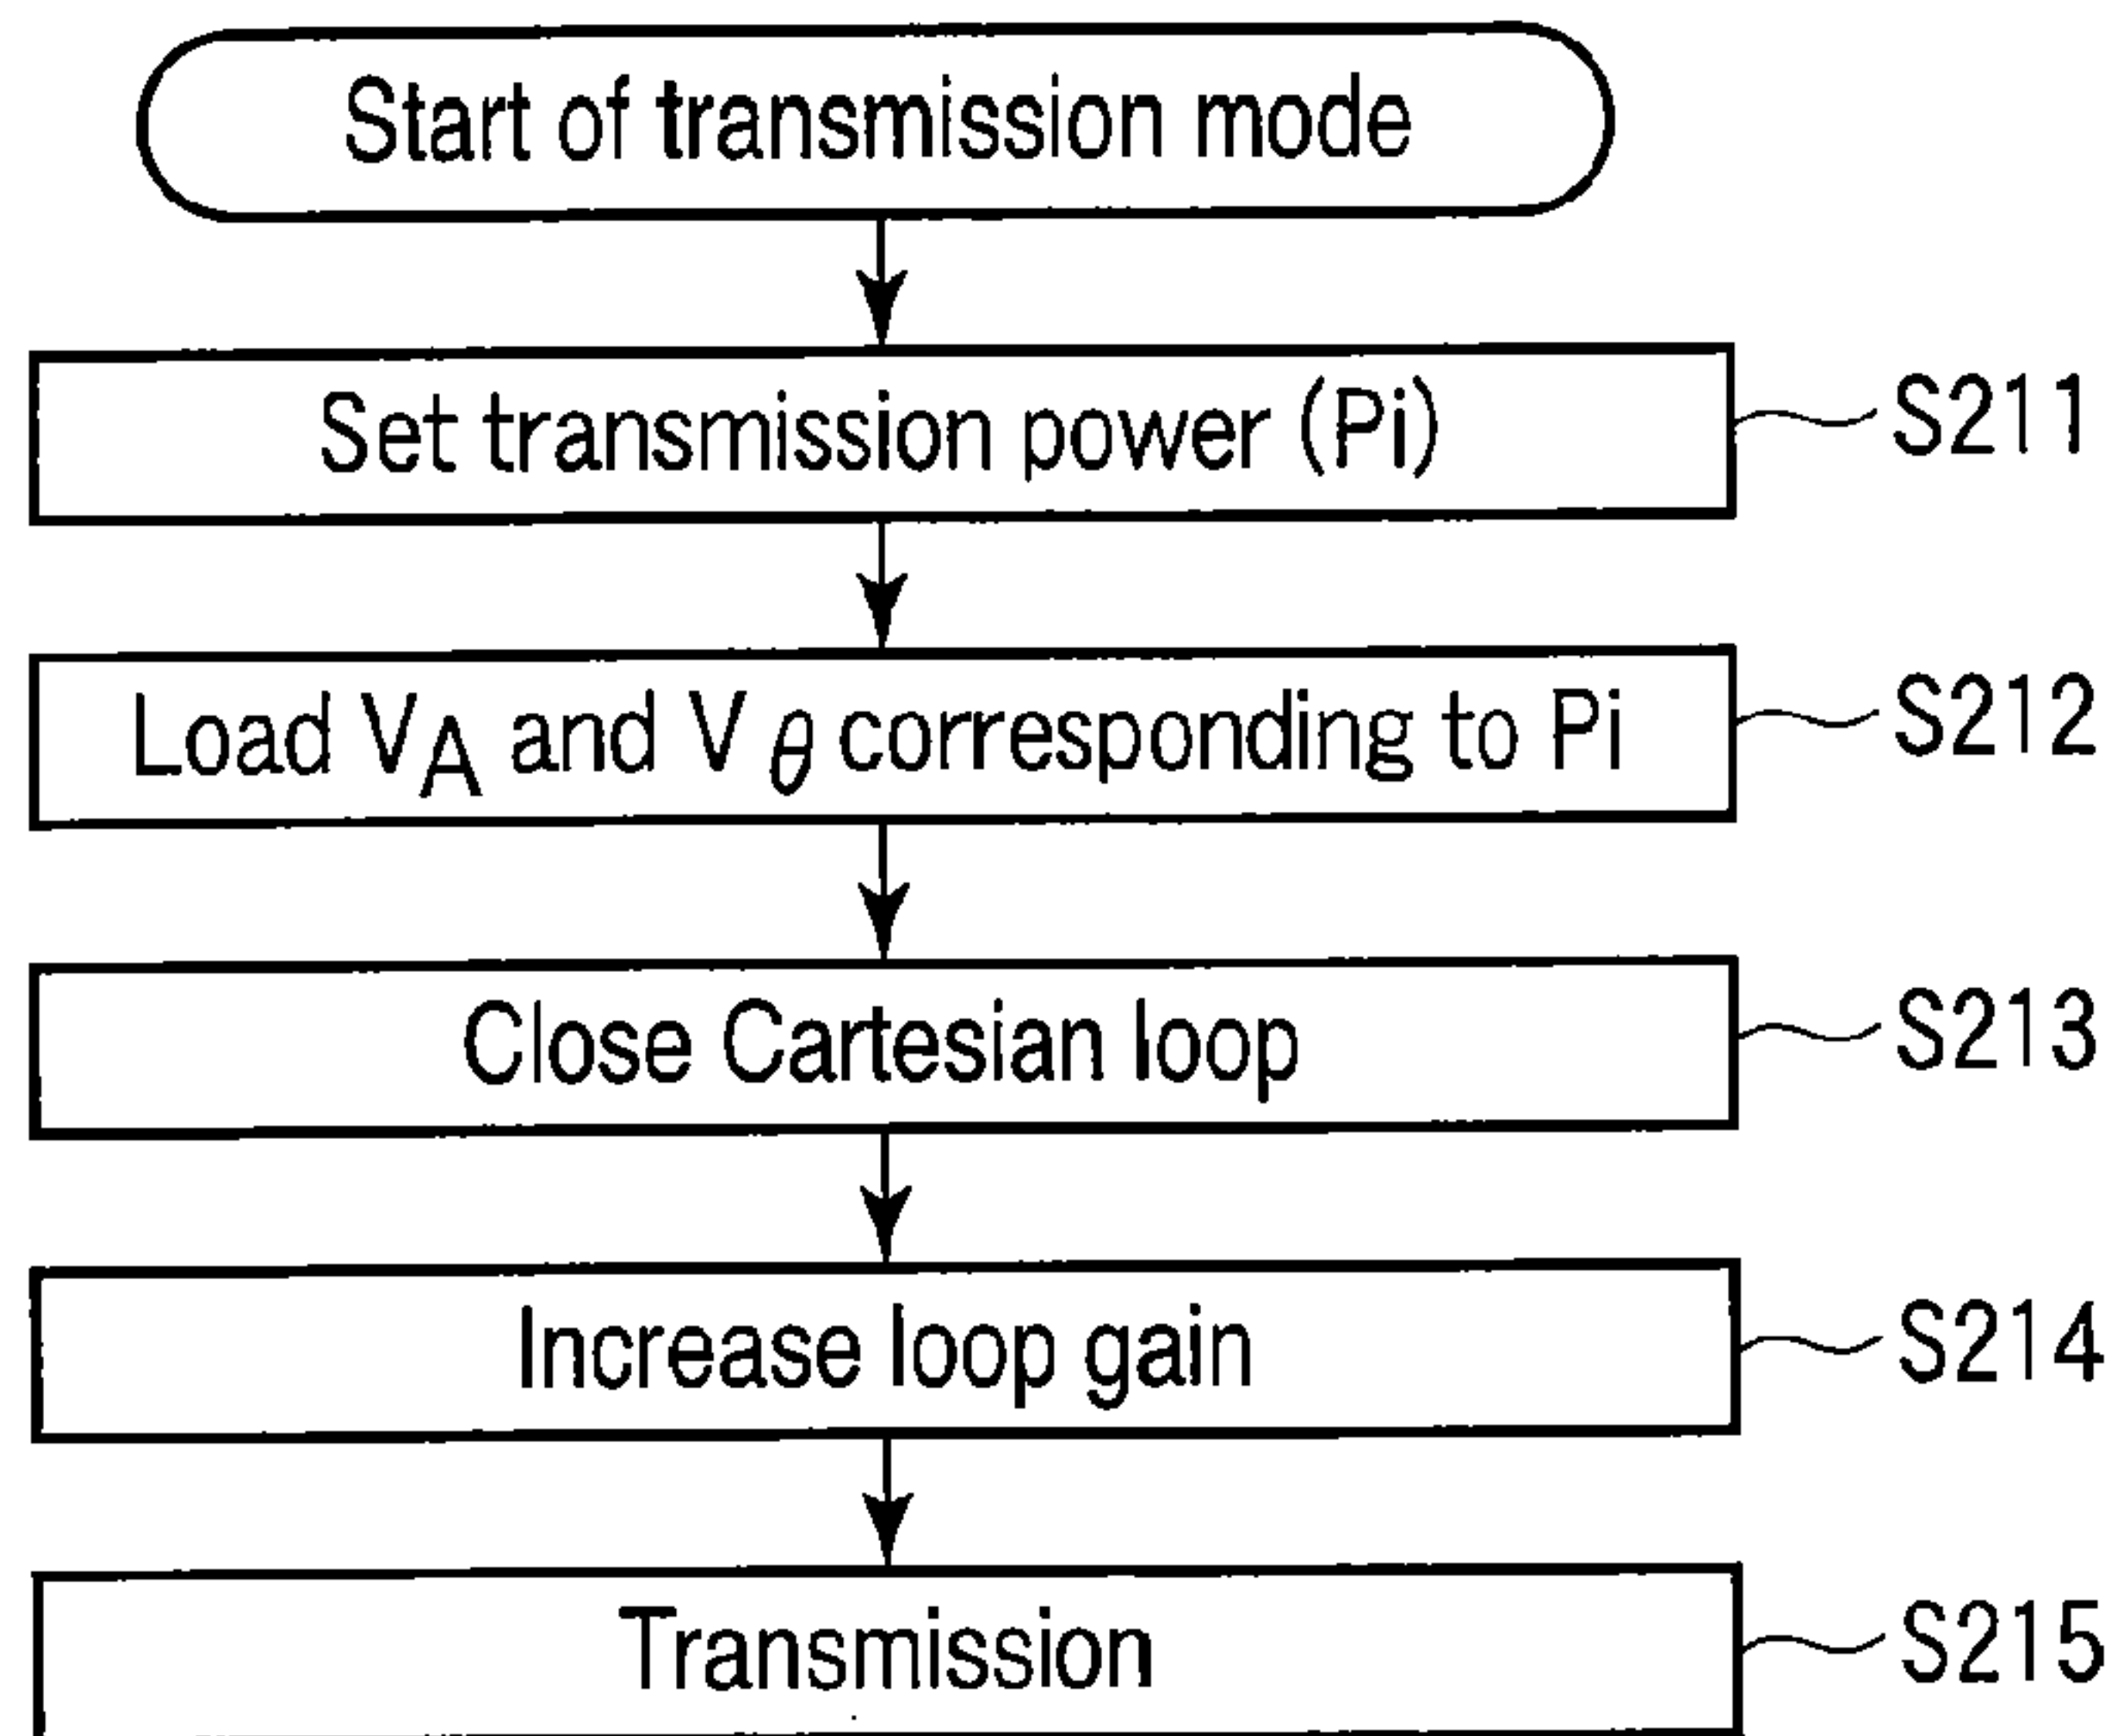 Start of transmission mode
Set transmission power (Pi)
S211
Load VA and Vθ corresponding to Pi
S212
Close Cartesian loop
S213
Increase loop gain
S214
Transmission
S215